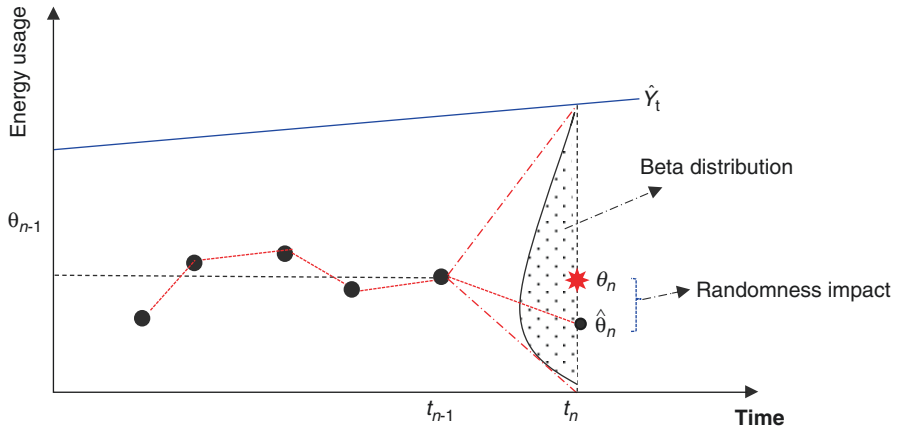 Energy usage
Ŷt
Beta distribution
θn-1
θn
Randomness impact
θ̂n
tn-1
tn
Time